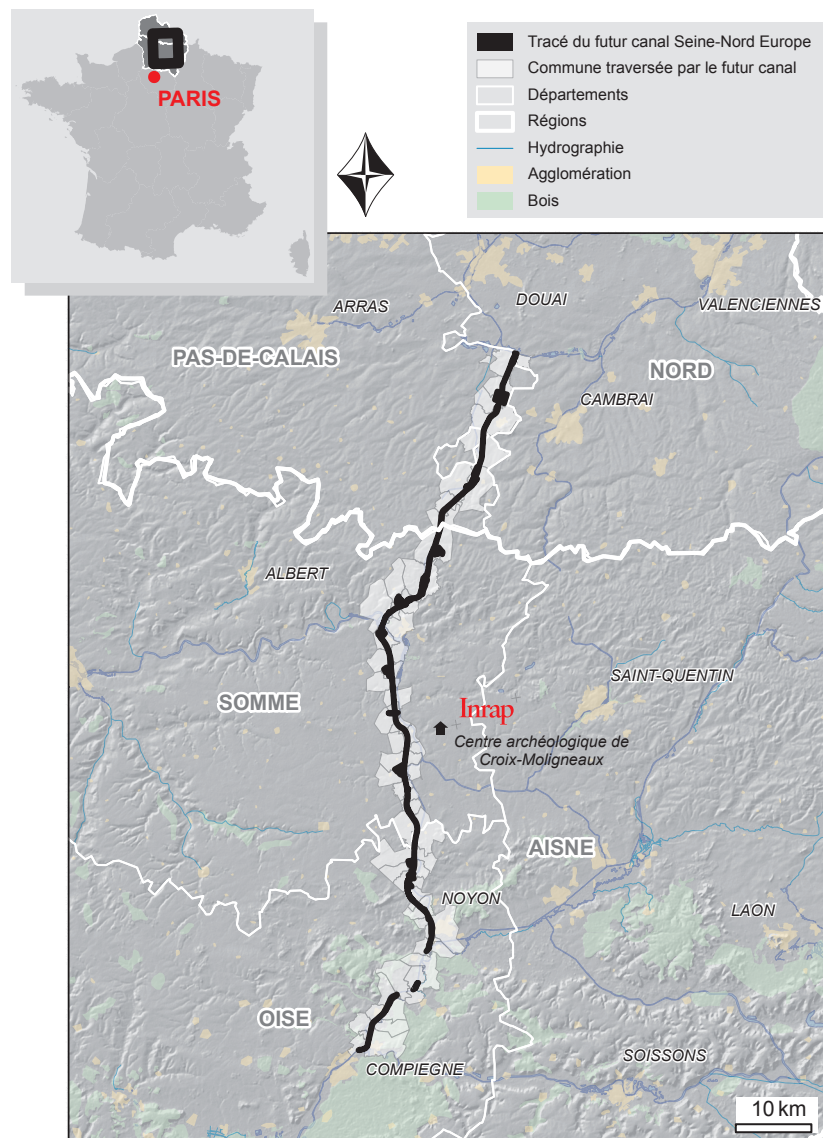 PARIS
Tracé du futur canal Seine-Nord Europe
Commune traversée par le futur canal
Départements
Régions
Hydrographie
Agglomération
Bois
DOUAI
ARRAS
VALENCIENNES
PAS-DE-CALAIS
NORD
CAMBRAI
ALBERT
SAINT-QUENTIN
SOMME
Inrap
Centre archéologique de
Croix-Moligneaux
AISNE
NOYON
LAON
OISE
SOISSONS
COMPIEGNE
10 km